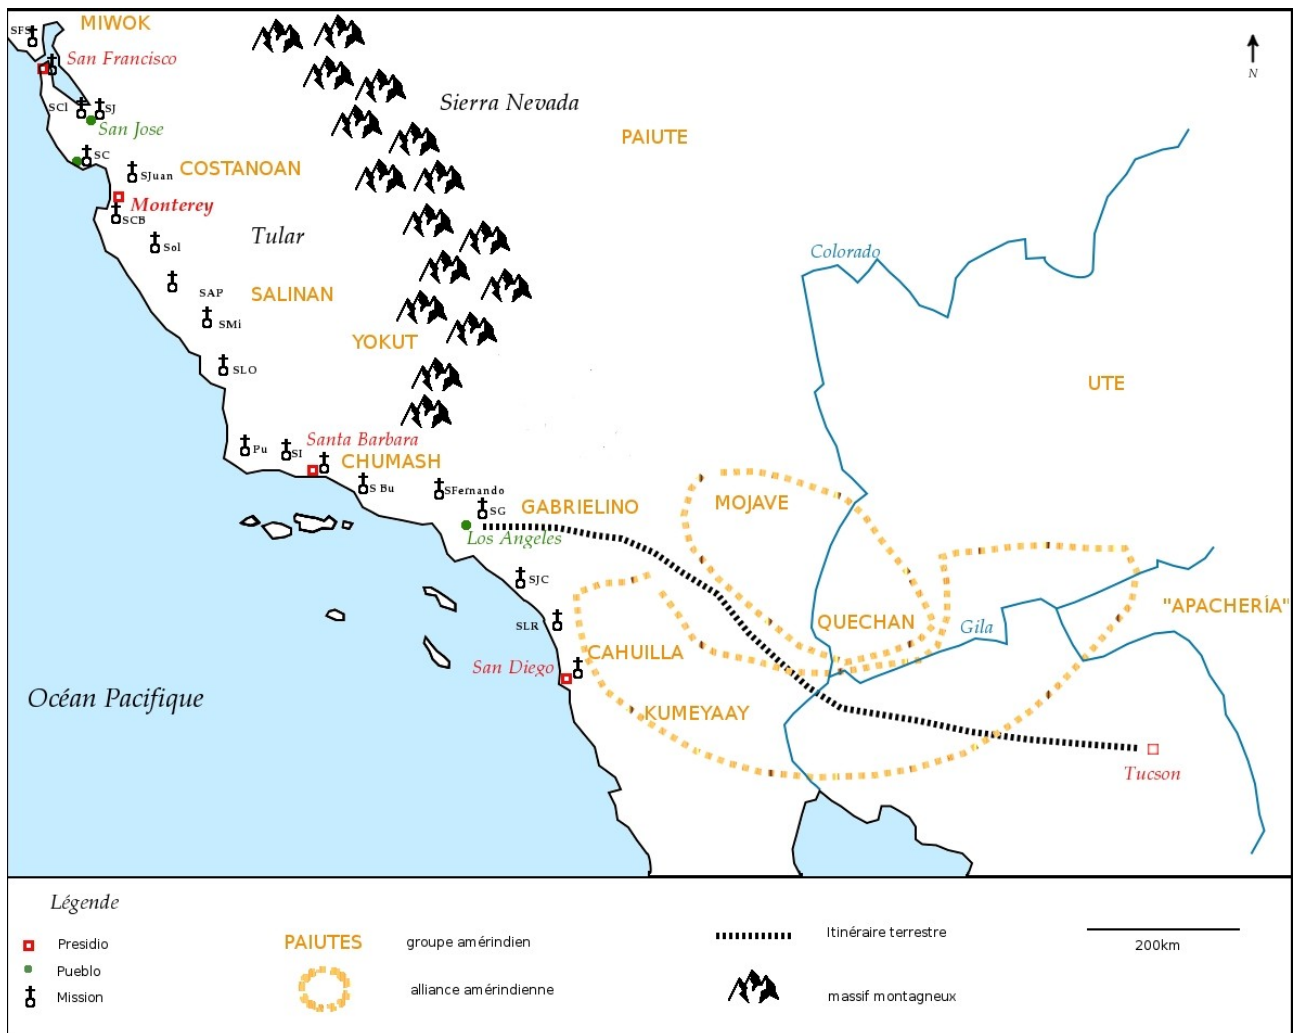 MIWOK
SFS
San Francisco
N
Sierra Nevada
SCl
SJ
San Jose
PAIUTE
SC
COSTANOAN
SJuan
Monterey
SCB
Tular
Sol
Colorado
SAP
SALINAN
SMi
YOKUT
SLO
UTE
Santa Barbara
Pu
SI
CHUMASH
S Bu
SFernando
SG
GABRIELINO
MOJAVE
Los Angeles
SJC
"APACHERÍA"
SLR
QUECHAN
Gila
CAHUILLA
San Diego
Océan Pacifique
KUMEYAAY
Tucson
Légende
Presidio
Pueblo
Mission
PAIUTES
groupe amérindien
alliance amérindienne
Itinéraire terrestre
massif montagneux
200km